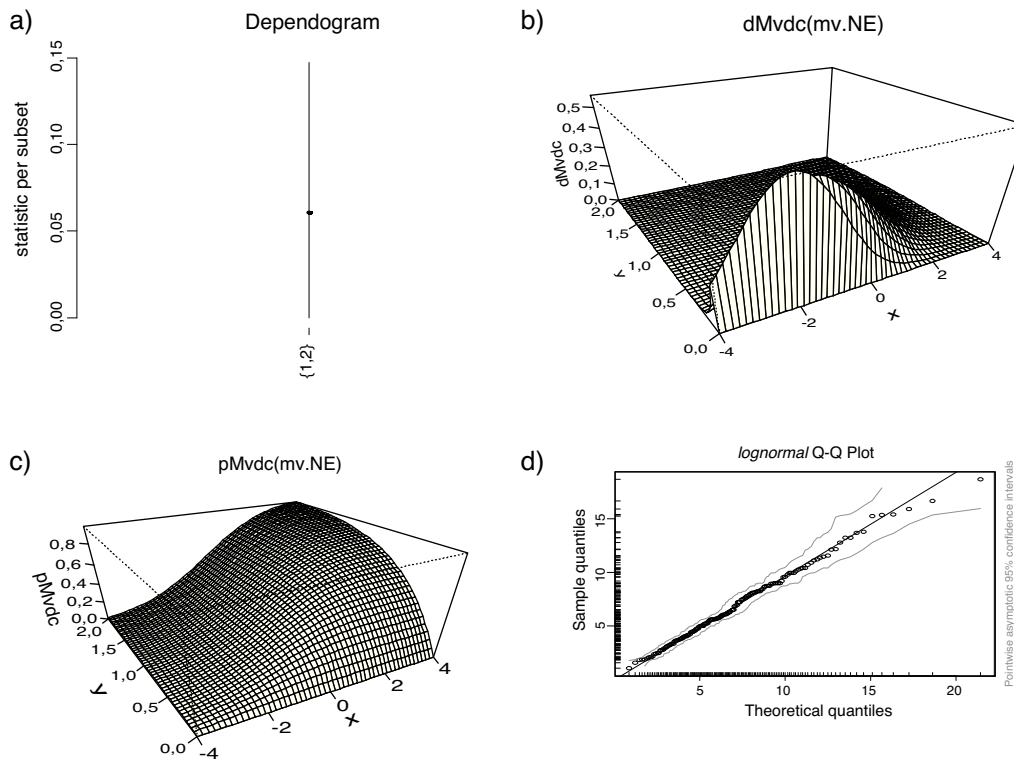 a)
Dependogram
statistic per subset
0,15
0,10
0,05
0,00
{1,2}
b)
dMvdc(mv.NE)
dMvdc
0,5
0,4
0,3
0,2
0,1
0,0
2,0
1,5
1,0
0,5
0,0
Y
-4
-2
0
2
4
X
c)
pMvdc(mv.NE)
pMvdc
0,8
0,6
0,4
0,2
0,0
2,0
1,5
1,0
0,5
0,0
y
-4
-2
0
2
4
X
d)
lognormal Q-Q Plot
Sample quantiles
15
10
5
5
10
15
20
Theoretical quantiles
Pointwise asymptotic 95% confidence intervals